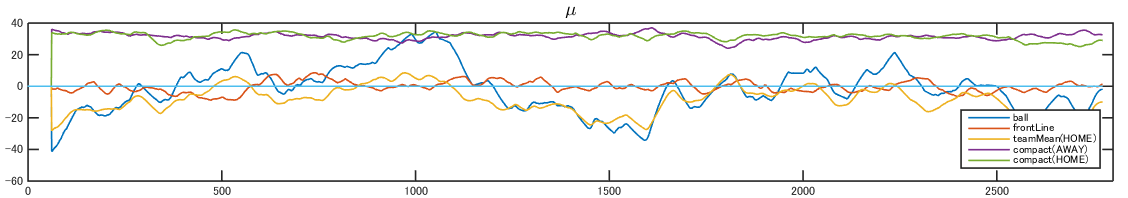 μ
40
20
0
−20
−40
−60
0 500 1000 1500 2000 2500
ball
frontLine
teamMean(HOME)
compact(AWAY)
compact(HOME)